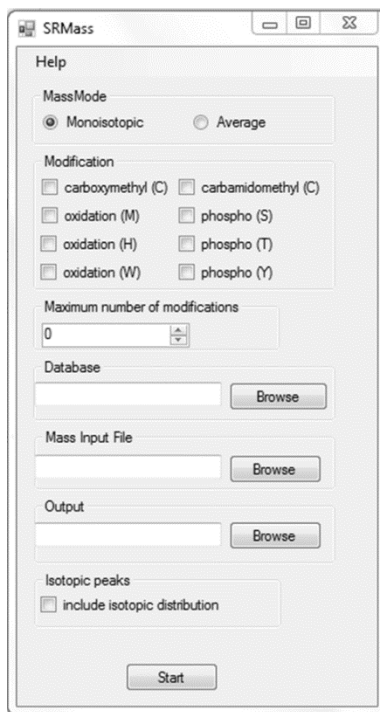 SRMass
Help
MassMode
Monoisotopic Average
Modification
carboxymethyl (C) carbamidomethyl (C)
oxidation (M) phospho (S)
oxidation (H) phospho (T)
oxidation (W) phospho (Y)
Maximum number of modifications
0
Database
Browse
Mass Input File
Browse
Output
Browse
Isotopic peaks
include isotopic distribution
Start